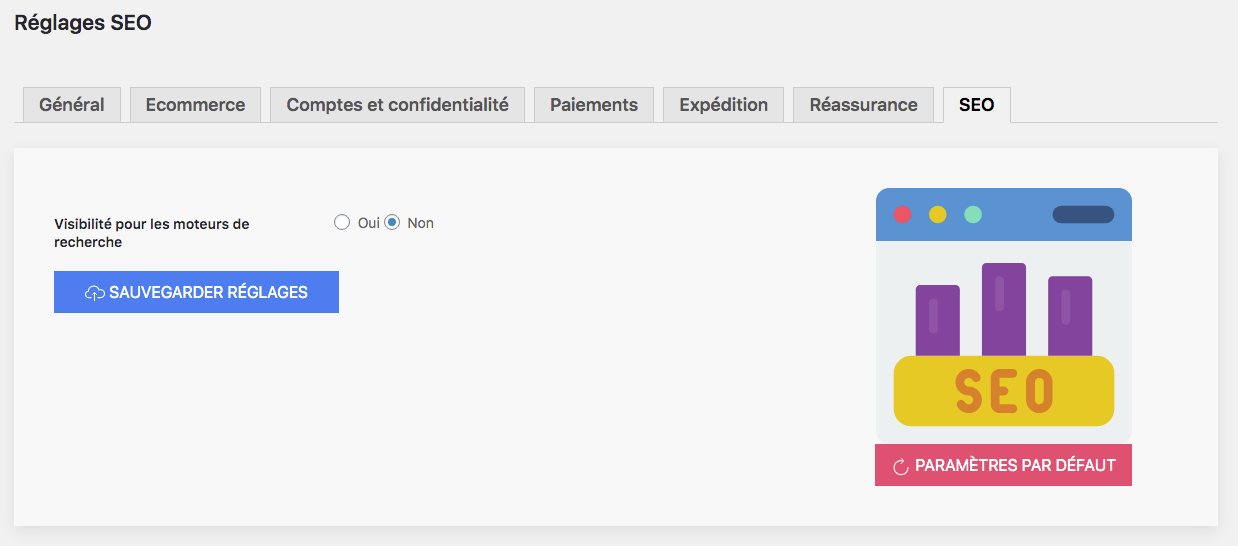 Réglages SEO
Général Ecommerce Comptes et confidentialité Paiements Expédition Réassurance SEO
Visibilité pour les moteurs de
recherche
Oui Non
SAUVEGARDER RÉGLAGES
SEO
PARAMÈTRES PAR DÉFAUT